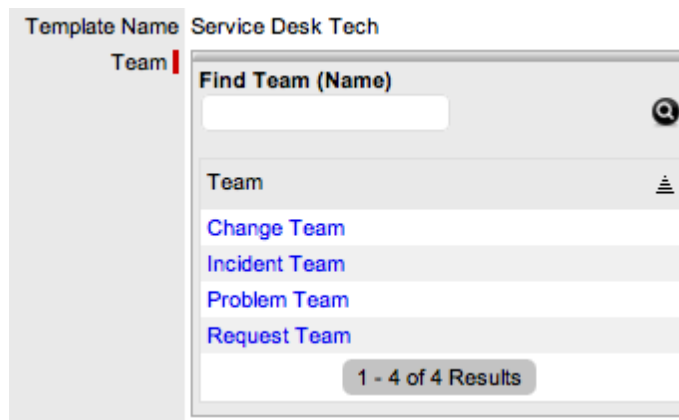 Template Name Service Desk Tech
Team
Find Team (Name)
Team
Change Team
Incident Team
Problem Team
Request Team
1 - 4 of 4 Results